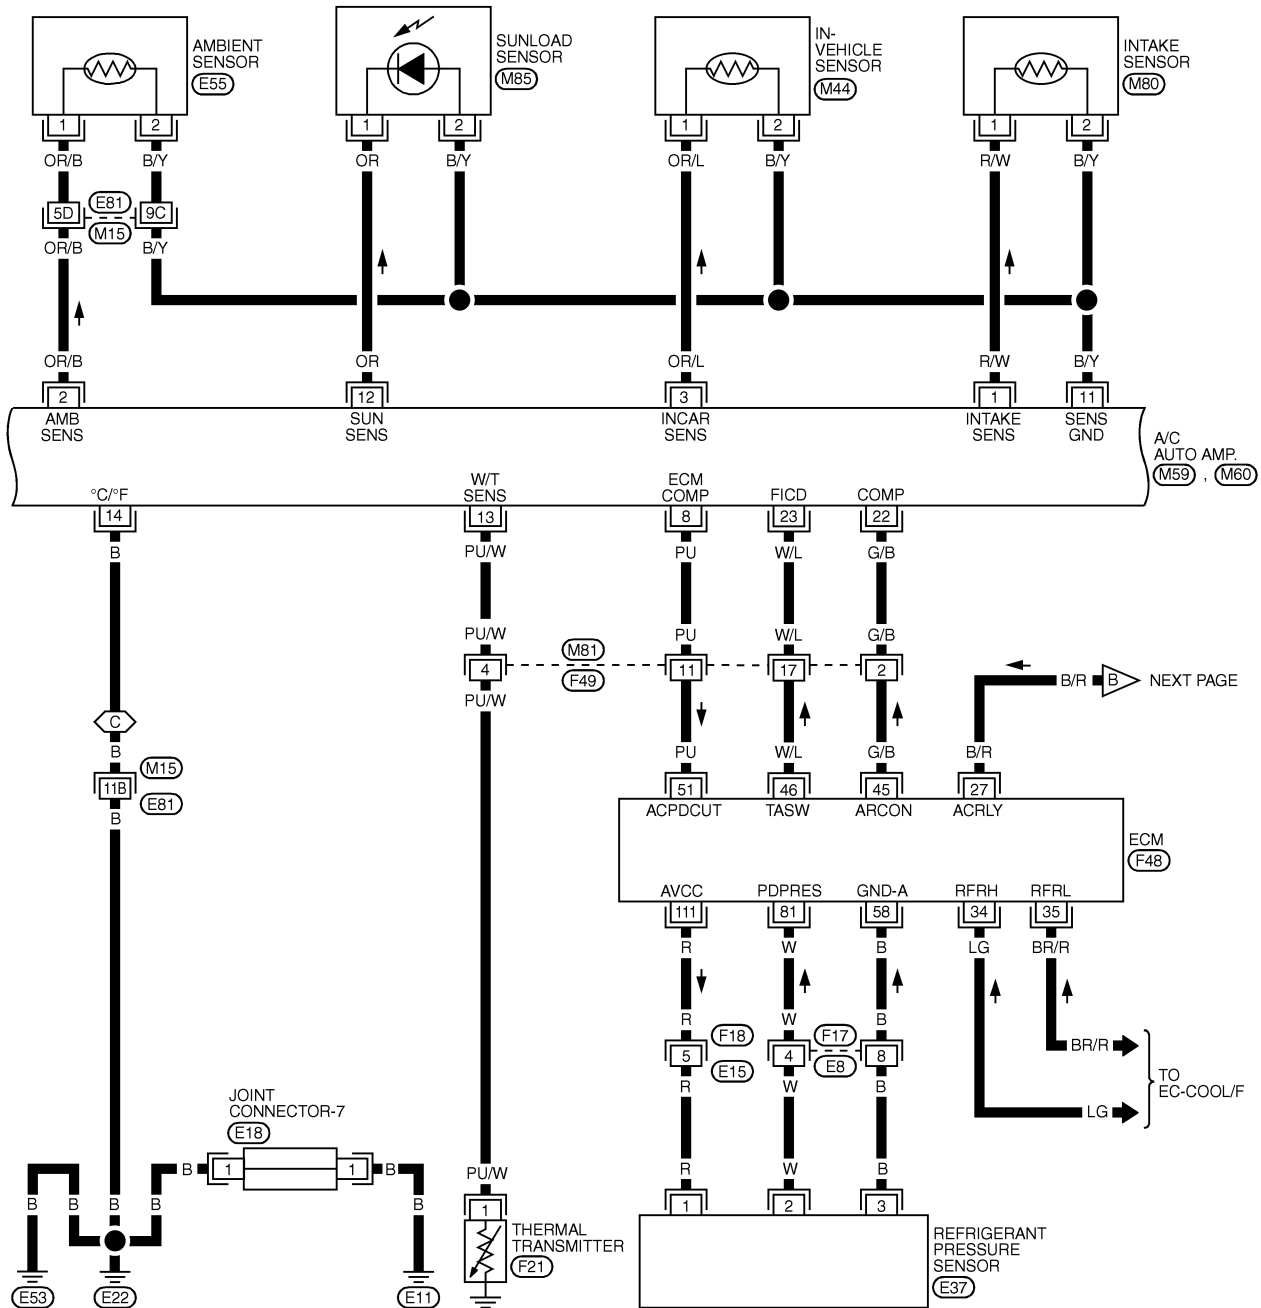 AMBIENT
SENSOR
E55
SUNLOAD
SENSOR
M85
IN-
VEHICLE
SENSOR
M44
INTAKE
SENSOR
M80
1 2 1 2 1 2 1 2
OR/B B/Y OR B/Y OR/L B/Y R/W B/Y
5D E81 9C
M15
OR/B B/Y
OR/B OR OR/L R/W B/Y
2 12 3 1 11
AMB
SENS
SUN
SENS
INCAR
SENS
INTAKE
SENS
SENS
GND
A/C
AUTO AMP.
M59 , M60
°C/°F
W/T
SENS
ECM
COMP
FICD
COMP
14 13 8 23 22
B PU/W PU W/L G/B
PU/W PU W/L G/B
4 M81 11 17 2
F49
PU/W
B/R B NEXT PAGE
C
B PU W/L G/B B/R
M15
11B
E81
B
51 46 45 27
ACPDCUT TASW ARCON ACRLY
ECM
F48
AVCC PDPRES GND-A RFRH RFRL
111 81 58 34 35
R W B LG BR/R
R W B
F18 F17
5 4 8
E15 E8
R W B
BR/R
LG
TO
EC-COOL/F
JOINT
CONNECTOR-7
E18
B 1 1 B
PU/W R W B
B B B B B
1 1 2 3
THERMAL
TRANSMITTER
F21
REFRIGERANT
PRESSURE
SENSOR
E37
E53 E22 E11